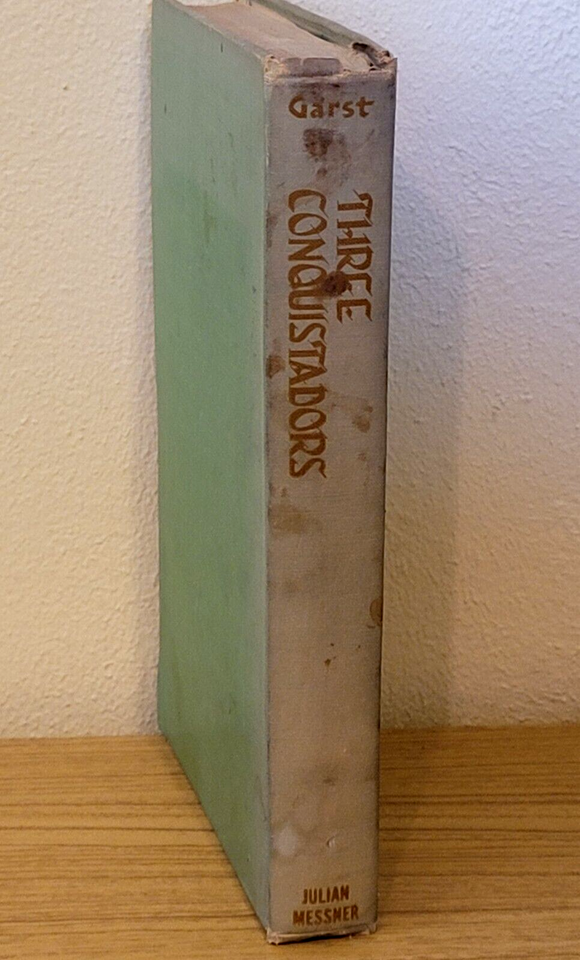 Garst
THREE
CONQUISTADORS
JULIAN
MESSNER